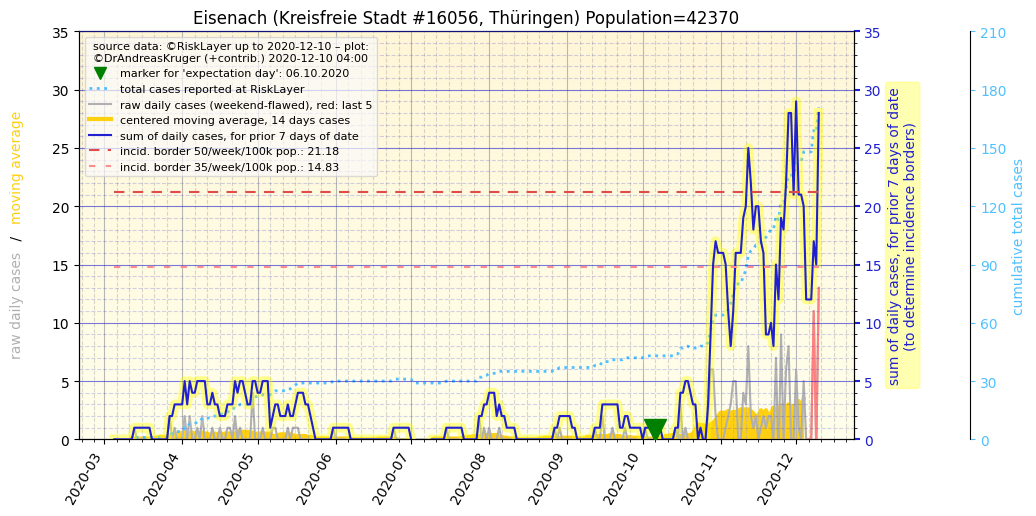 Eisenach (Kreisfreie Stadt #16056, Thüringen) Population=42370
source data: ©RiskLayer up to 2020-12-10 – plot:
©DrAndreasKruger (+contrib.) 2020-12-10 04:00
marker for 'expectation day': 06.10.2020
total cases reported at RiskLayer
raw daily cases (weekend-flawed), red: last 5
centered moving average, 14 days cases
sum of daily cases, for prior 7 days of date
incid. border 50/week/100k pop.: 21.18
incid. border 35/week/100k pop.: 14.83
raw daily cases / moving average
35
30
25
20
15
10
5
0
2020-03
2020-04
2020-05
2020-06
2020-07
2020-08
2020-09
2020-10
2020-11
2020-12
35
30
25
20
15
10
5
0
sum of daily cases, for prior 7 days of date
(to determine incidence borders)
210
180
150
120
90
60
30
0
cumulative total cases